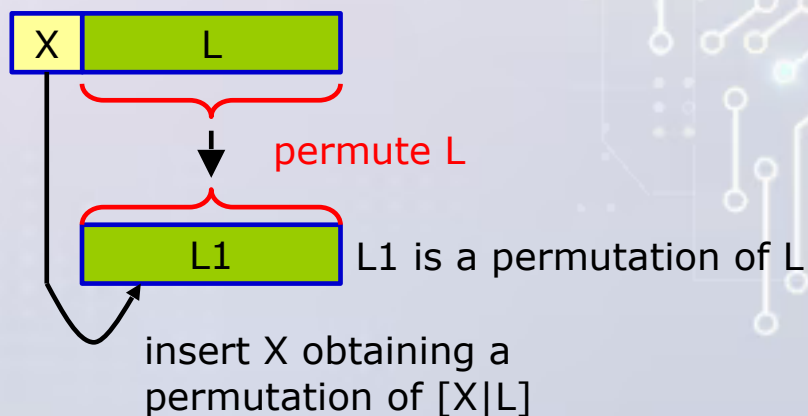 X L
permute L
L1 L1 is a permutation of L
insert X obtaining a
permutation of [X|L]